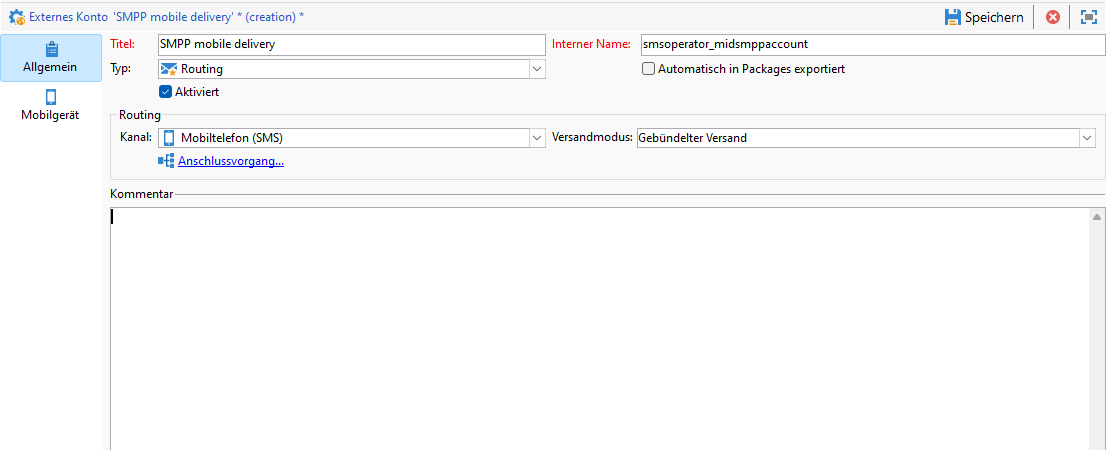 Externes Konto 'SMPP mobile delivery' * (creation) * Speichern
Allgemein
Mobilgerät
Titel: SMPP mobile delivery Interner Name: smsoperator_midsmppaccount
Typ: Routing Automatisch in Packages exportiert
Aktiviert
Routing
Kanal: Mobiltelefon (SMS) Versandmodus: Gebündelter Versand
Anschlussvorgang...
Kommentar